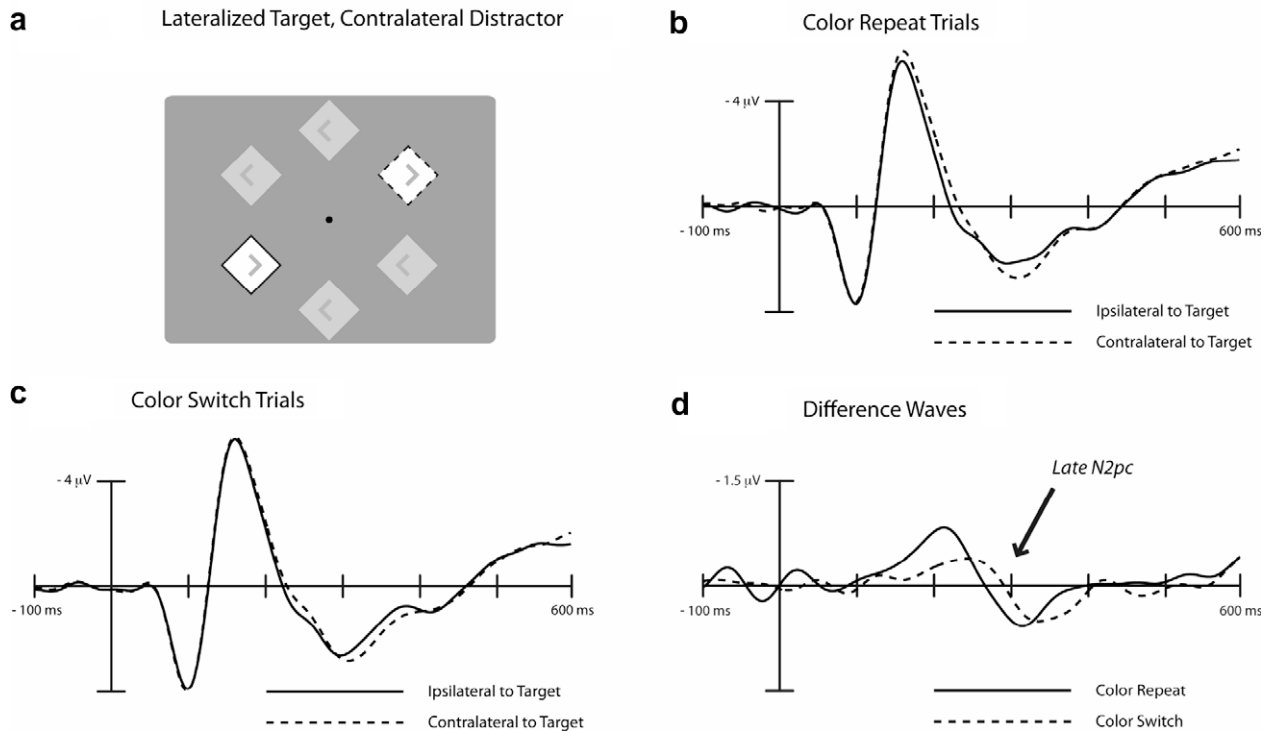 a
Lateralized Target, Contralateral Distractor
b
Color Repeat Trials
- 4 µV
- 100 ms
600 ms
Ipsilateral to Target
Contralateral to Target
c
Color Switch Trials
- 4 µV
- 100 ms
600 ms
Ipsilateral to Target
Contralateral to Target
d
Difference Waves
Late N2pc
- 1.5 µV
- 100 ms
600 ms
Color Repeat
Color Switch